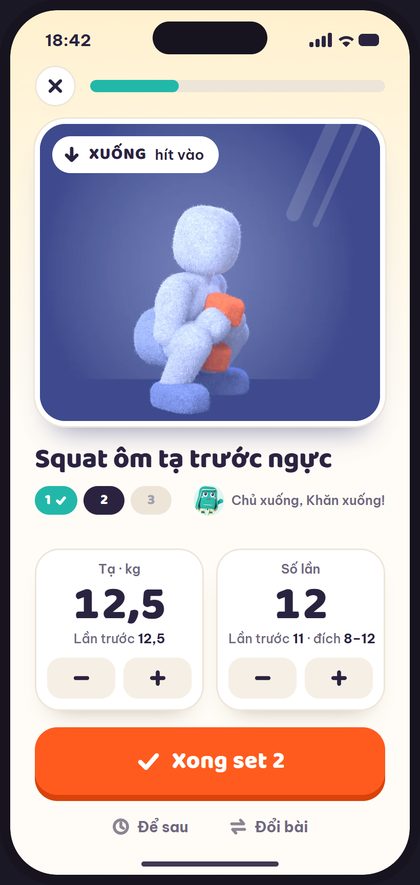 18:42
XUỐNG hít vào
Squat ôm tạ trước ngực
1 2 3 Chủ xuống, Khăn xuống!
Tạ · kg
12,5
Lần trước 12,5
Số lần
12
Lần trước 11 · đích 8–12
Xong set 2
Để sau Đổi bài